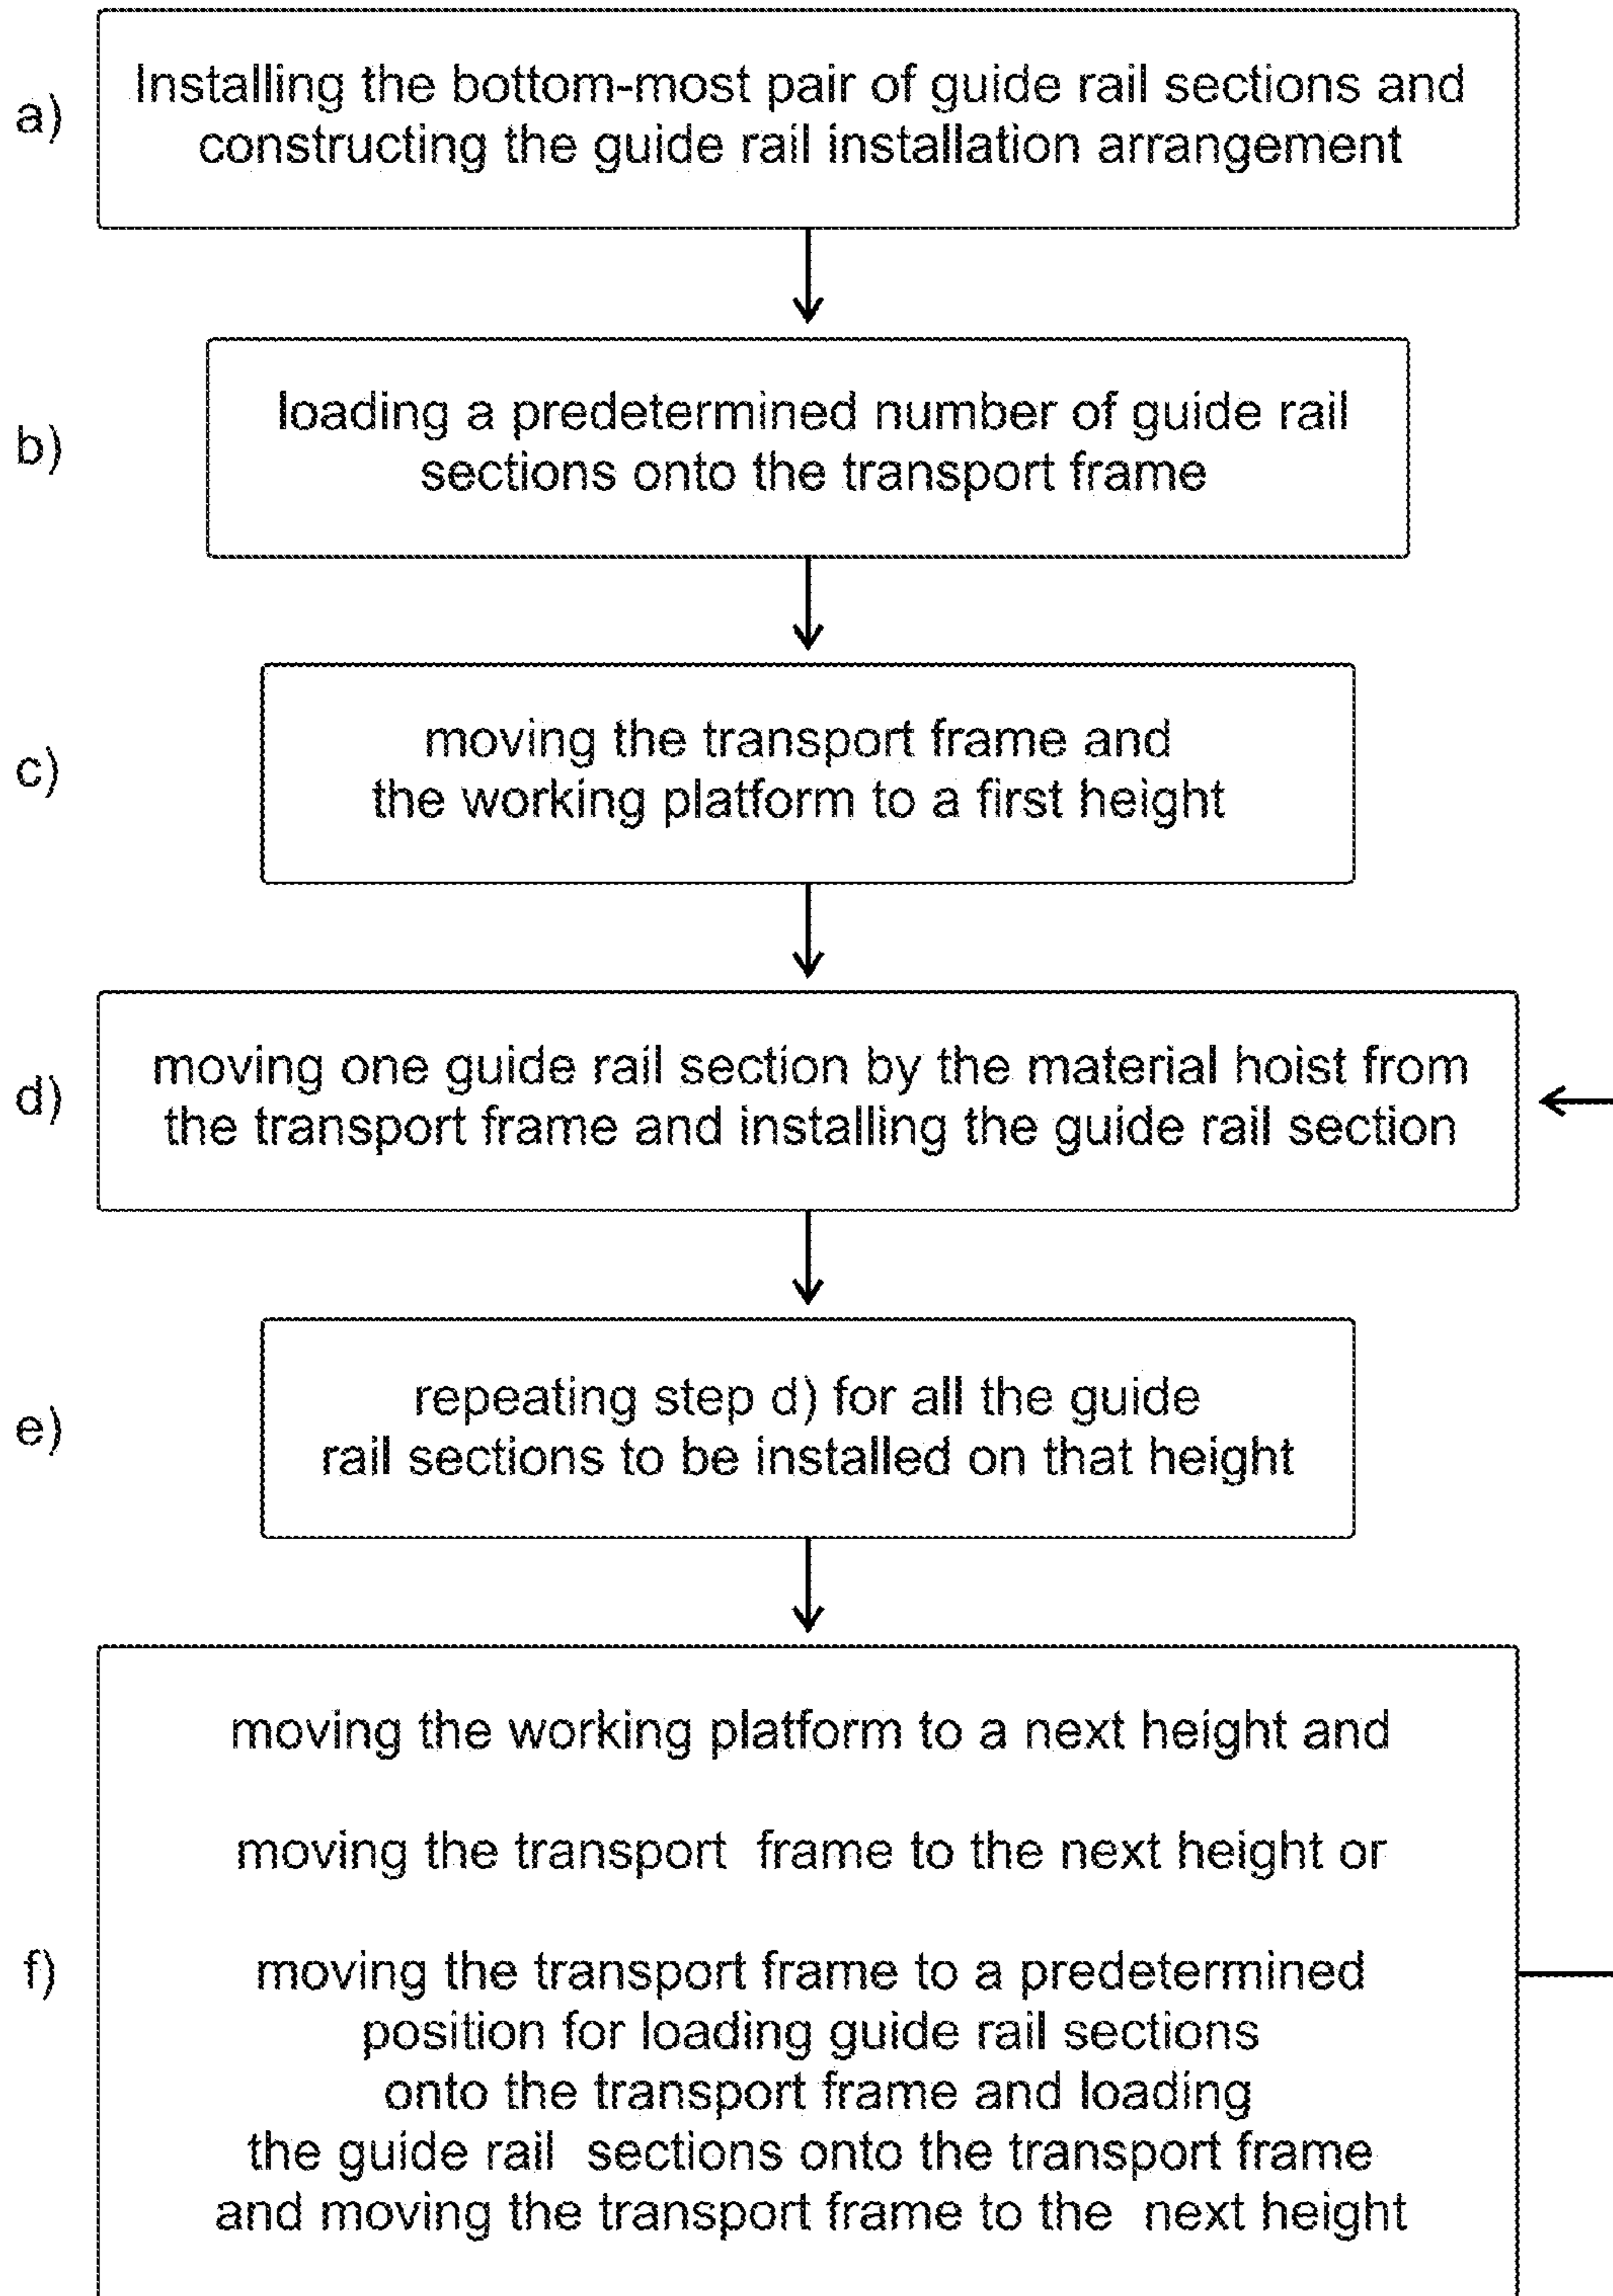 a)
Installing the bottom-most pair of guide rail sections and
constructing the guide rail installation arrangement
b)
loading a predetermined number of guide rail
sections onto the transport frame
c)
moving the transport frame and
the working platform to a first height
d)
moving one guide rail section by the material hoist from
the transport frame and installing the guide rail section
e)
repeating step d) for all the guide
rail sections to be installed on that height
f)
moving the working platform to a next height and
moving the transport frame to the next height or
moving the transport frame to a predetermined
position for loading guide rail sections
onto the transport frame and loading
the guide rail sections onto the transport frame
and moving the transport frame to the next height